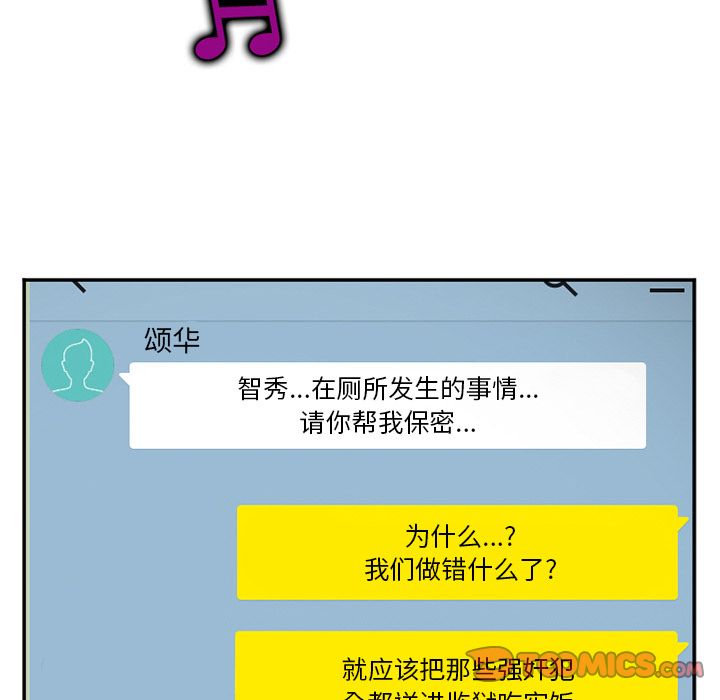 颂华
智秀...在厕所发生的事情...
请你帮我保密...
为什么...?
我们做错什么了?
就应该把那些强奸犯
TOCOMICS.COM